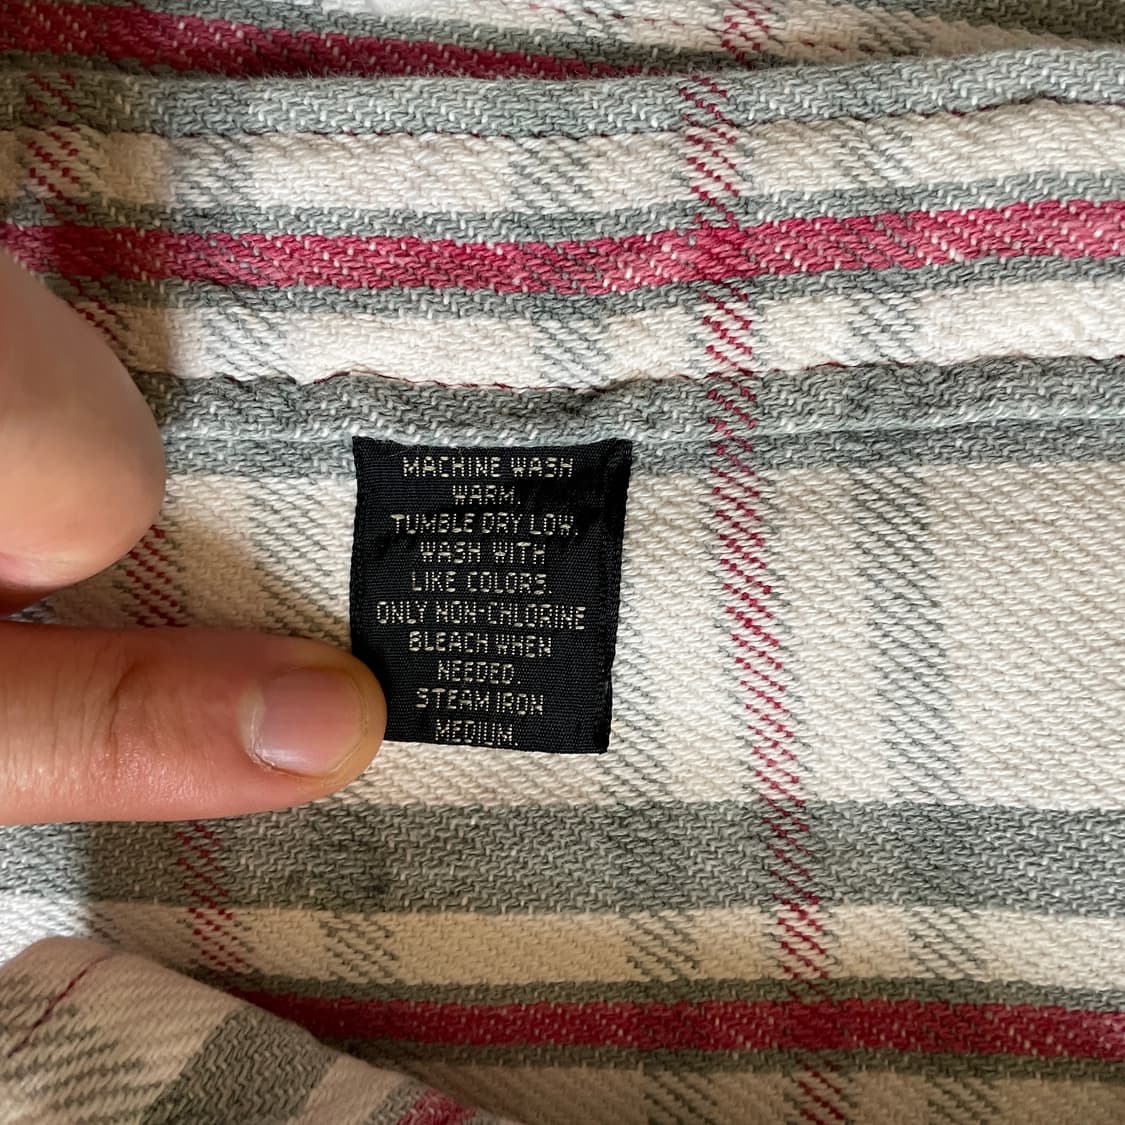 MACHINE WASH
WARM.
TUMBLE DRY LOW.
WASH WITH
LIKE COLORS.
ONLY NON-CHLORINE
BLEACH WHEN
NEEDED.
STEAM IRON
MEDIUM